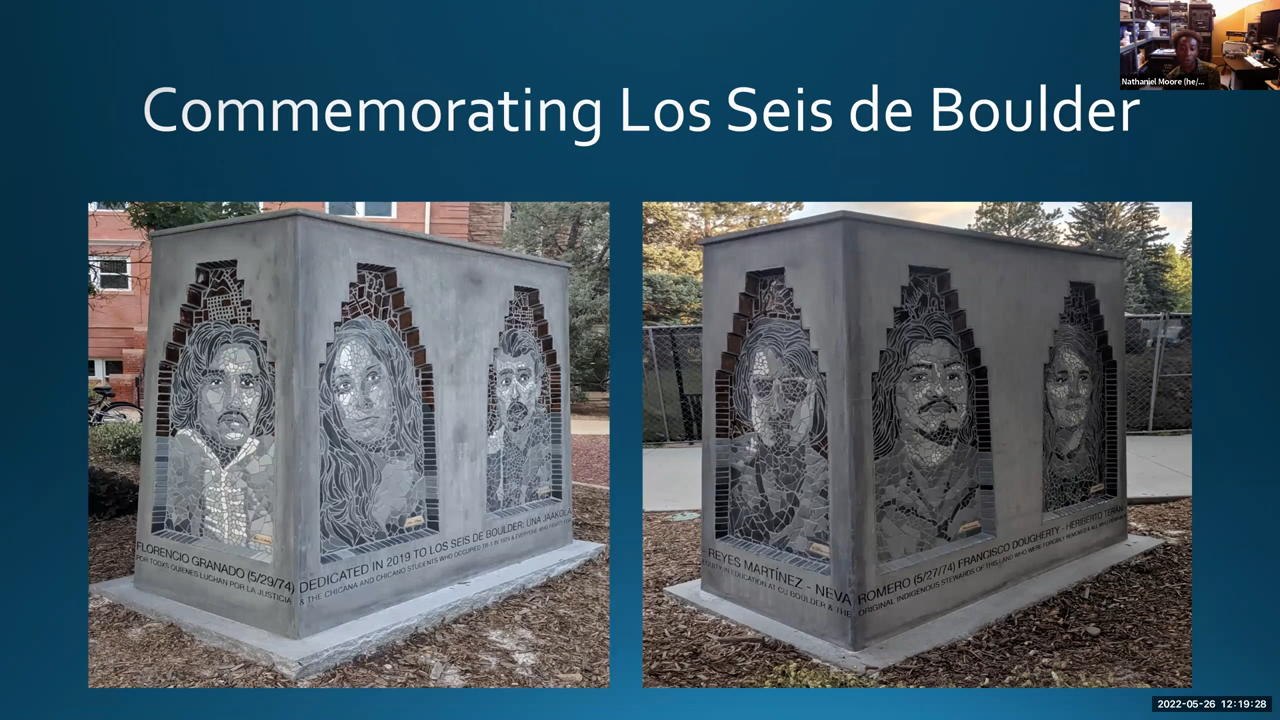 Nathaniel Moore (he/...
Commemorating Los Seis de Boulder
FLORENCIO GRANADO (5/29/74)
POR TODXS QUIENES LUCHAN POR LA JUSTICIA
DEDICATED IN 2019 TO LOS SEIS DE BOULDER: UNA JAAKOLA
& THE CHICANA AND CHICANO STUDENTS WHO OCCUPIED TB-1 IN 1974 & EVERYONE WHO
REYES MARTÍNEZ - NEVA
EQUITY IN EDUCATION AT CU BOULDER & THE
ROMERO (5/27/74) FRANCISCO DOUGHERTY - HERIBERTO TERÁN
ORIGINAL INDIGENOUS STEWARDS OF THIS LAND WHO WERE FORCIBLY REMOVED & ALL WHO
2022-05-26 12:19:28